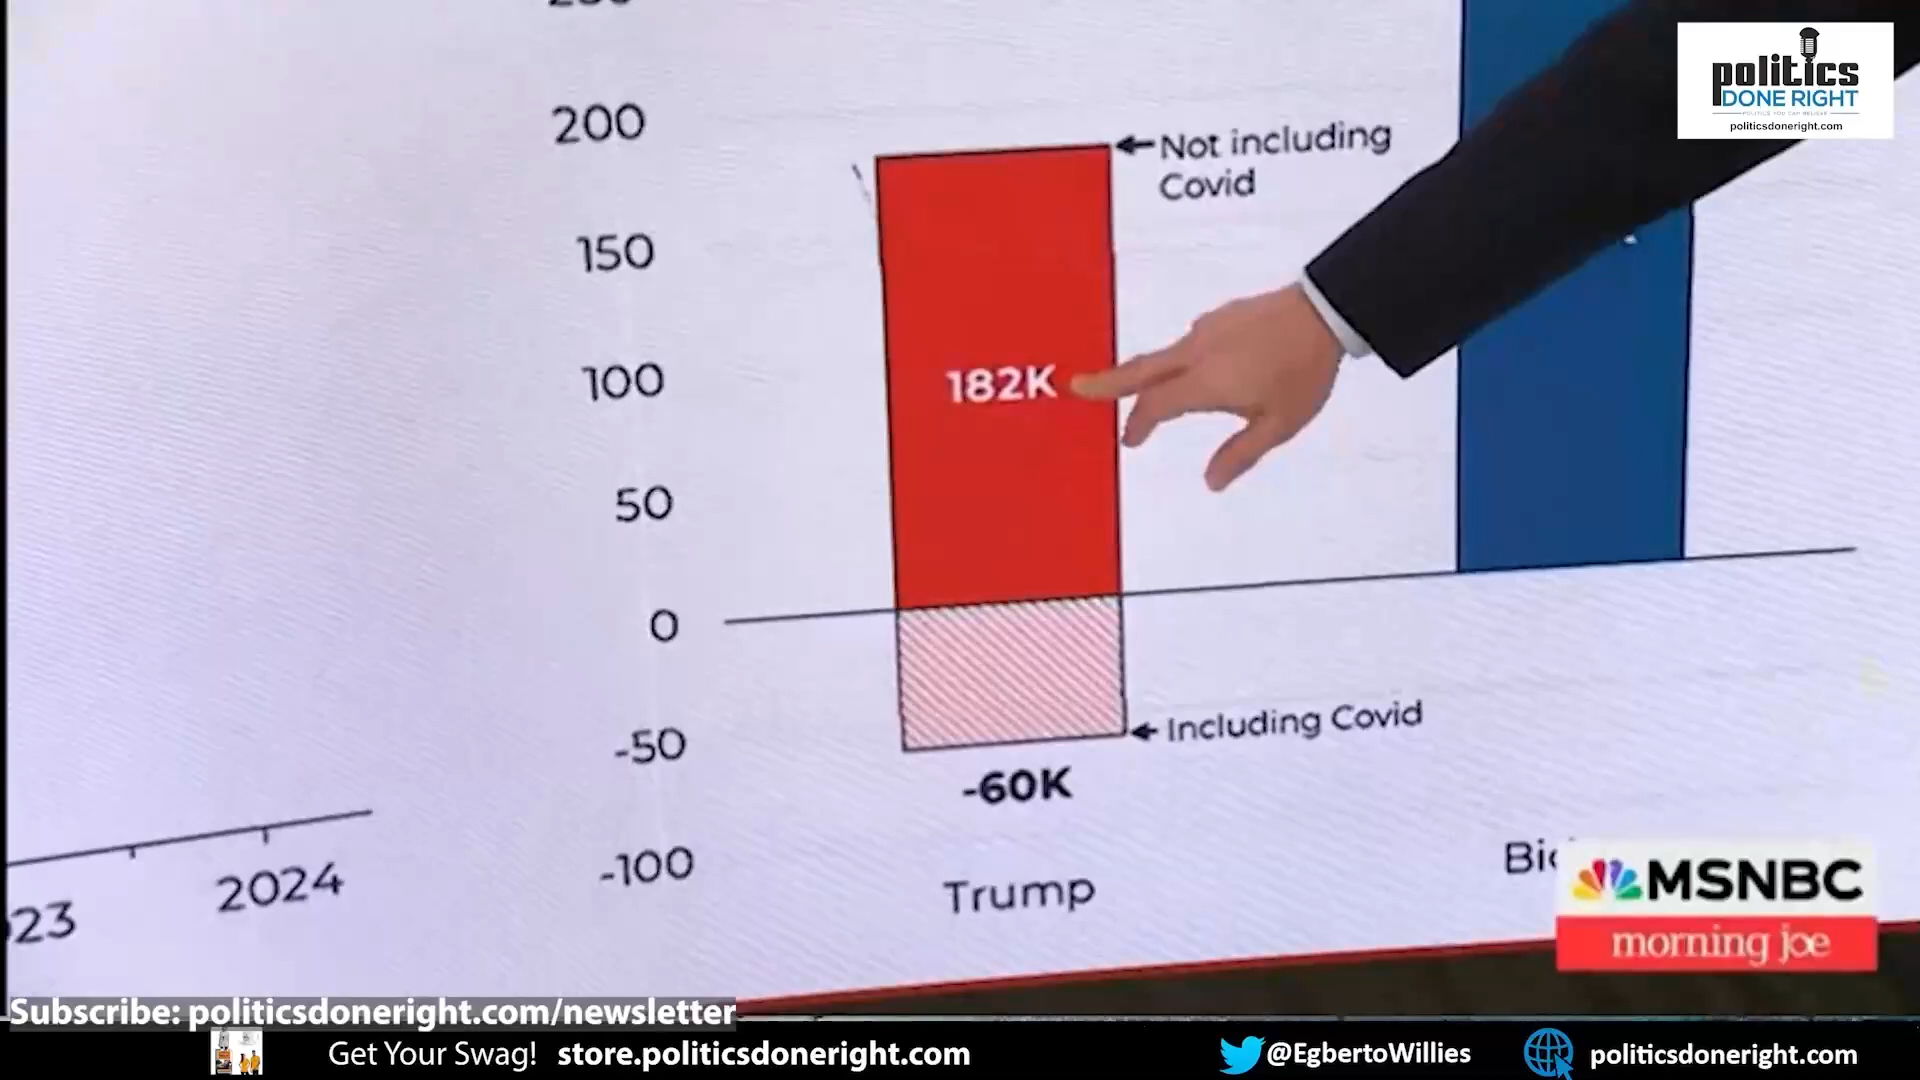 200
150
100
50
0
-50
-100
Not including
Covid
182K
Including Covid
-60K
Trump
2024
politics
DONE RIGHT
politicsdoneright.com
MSNBC
morning joe
Subscribe: politicsdoneright.com/newsletter
Get Your Swag! store.politicsdoneright.com
@EgbertoWillies
politicsdoneright.com